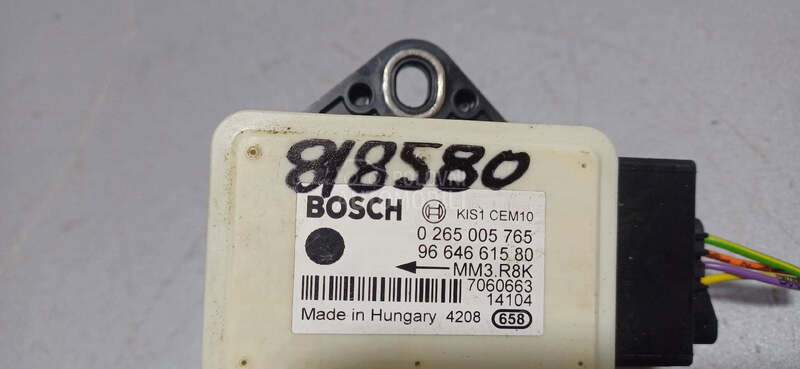 818580
BOSCH KIS1 CEM10
0 265 005 765
96 646 615 80
MM3.R8K
7060663
14104
Made in Hungary 4208 658